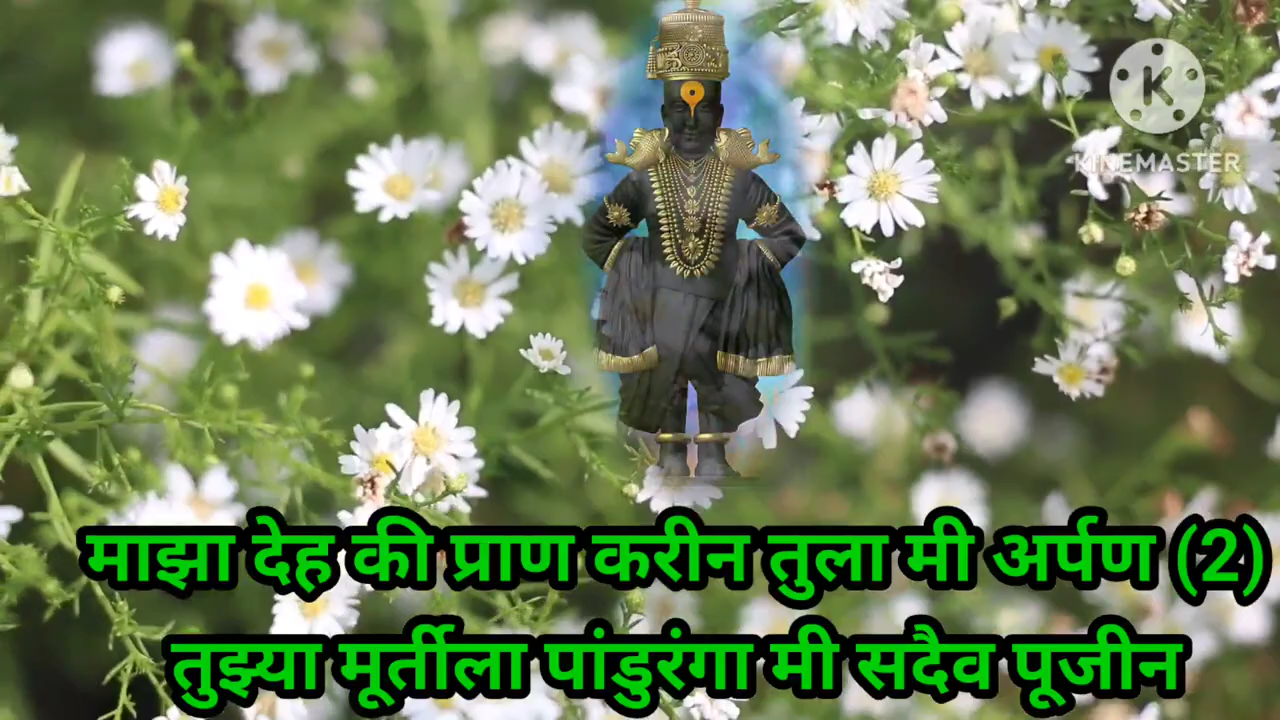 K
KINEMASTER
माझा देह की प्राण करीन तुला मी अर्पण (2)
तुझ्या मूर्तीला पांडुरंगा मी सदैव पूजीन